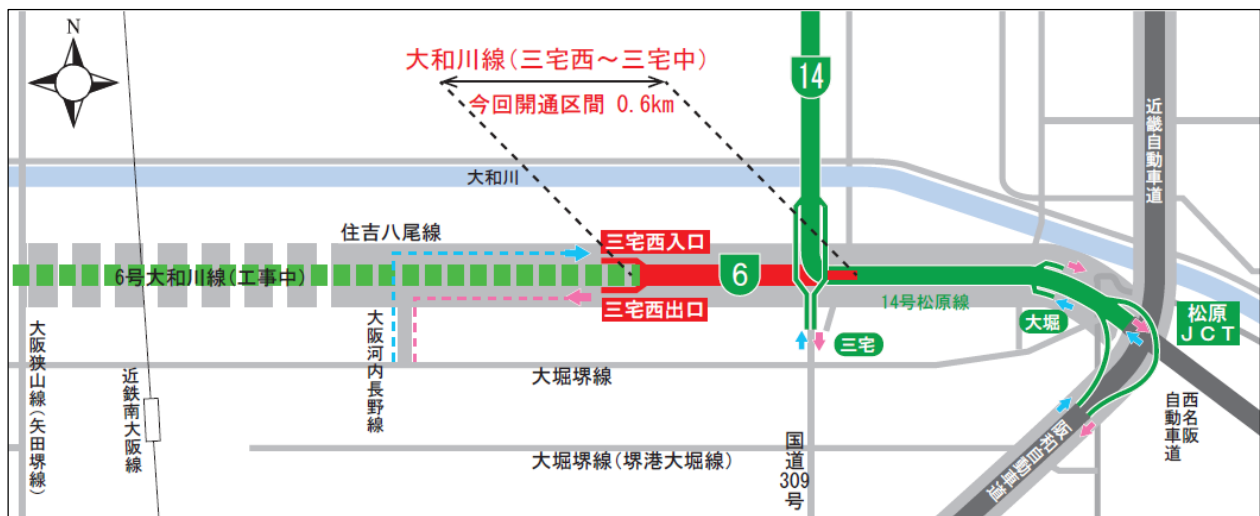 N
大和川線(三宅西～三宅中)
今回開通区間 0.6km
14
近畿自動車道
大和川
住吉八尾線
三宅西入口
6号大和川線(工事中)
6
三宅西出口
14号松原線
大堀
松原
JCT
三宅
大阪狭山線(矢田堺線)
近鉄南大阪線
大阪河内長野線
大堀堺線
西名阪
自動車道
阪和自動車道
大堀堺線(堺港大堀線)
国道
309
号